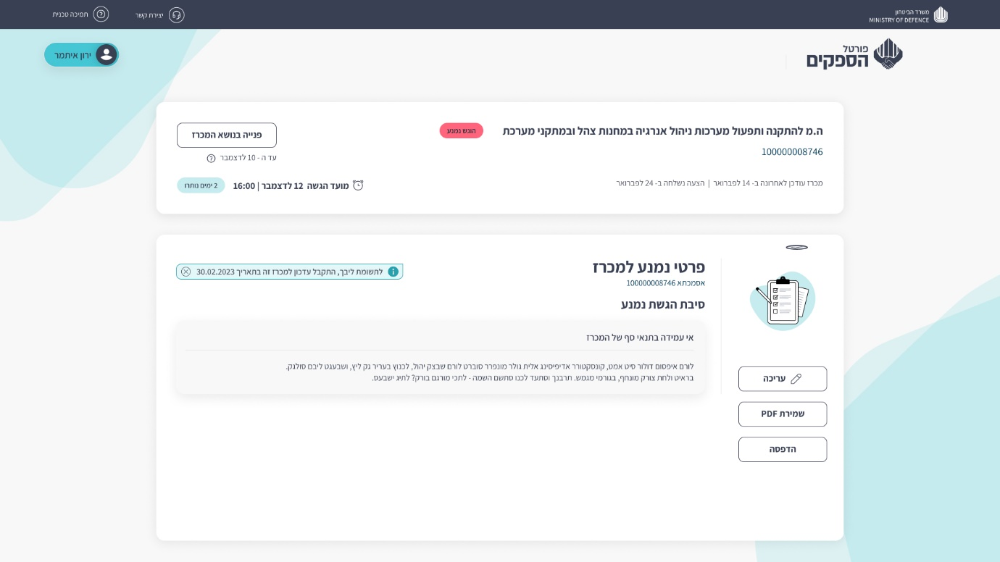 משרד הביטחון
MINISTRY OF DEFENCE
יצירת קשר
תמיכה טכנית
פורטל
הספקים
ירון איתמר
ה.מ להתקנה ותפעול מערכות ניהול אנרגיה במחנות צהל ובמתקני מערכת
הוגש נמנע
פנייה בנושא המכרז
100000008746
עד ה - 10 לדצמבר
מכרז עודכן לאחרונה ב- 14 לפברואר | הצעה נשלחה ב- 24 לפברואר
מועד הגשה 12 לדצמבר | 16:00
2 ימים נותרו
פרטי נמנע למכרז
לתשומת ליבך, התקבל עדכון למכרז זה בתאריך 30.02.2023
אסמכתא 100000008746
סיבת הגשת נמנע
אי עמידה בתנאי סף של המכרז
לורם איפסום דולור סיט אמט, קונסקטורר אדיפיסינג אלית גולר מונפרר סוברט לורם שבצק יהול, לכנוץ בעריר גק ליץ, ושבעגט ליבם סולגק.
בראיט ולחת צורק מונחף, בגורמי מגמש. תרבנך וסתעד לכנו סתשם השמה - לתכי מורגם בורק? לתיג ישבעס.
עריכה
שמירת PDF
הדפסה